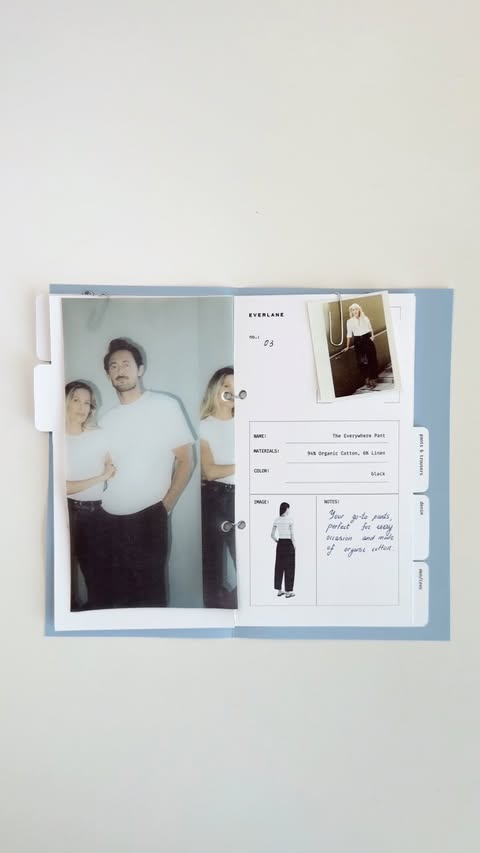 EVERLANE
no.:
03
NAME: The Everywhere Pant
MATERIALS: 94% Organic Cotton, 6% Linen
COLOR: black
IMAGE:
NOTES:
Your go-to pants,
perfect for every
occasion and made
of organic cotton.
pants & trousers
denim